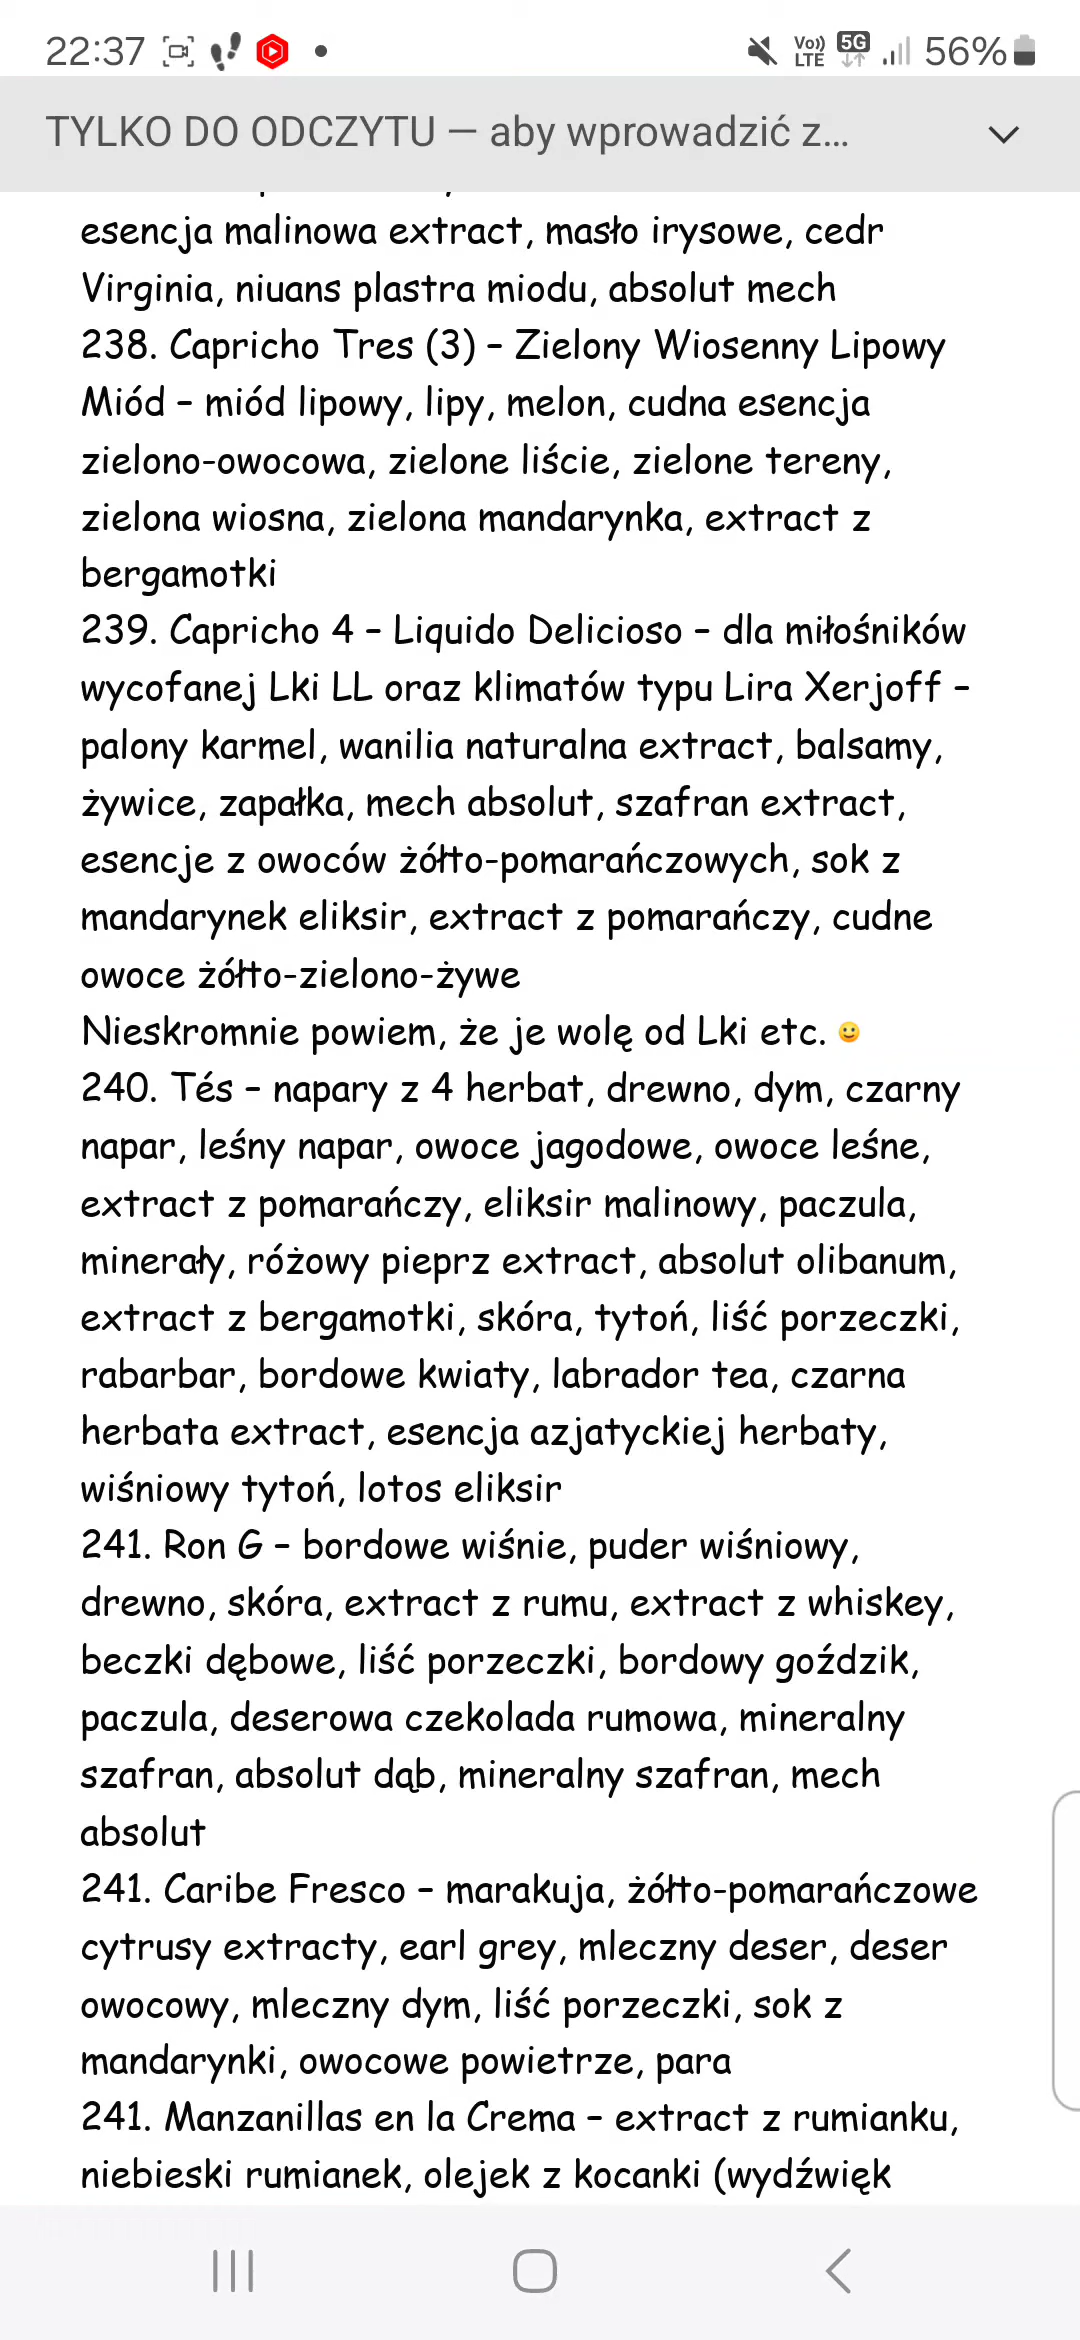 22:37 Vo)) LTE 5G 56%
TYLKO DO ODCZYTU — aby wprowadzić z...
esencja malinowa extract, masło irysowe, cedr
Virginia, niuans plastra miodu, absolut mech
238. Capricho Tres (3) – Zielony Wiosenny Lipowy
Miód – miód lipowy, lipy, melon, cudna esencja
zielono-owocowa, zielone liście, zielone tereny,
zielona wiosna, zielona mandarynka, extract z
bergamotki
239. Capricho 4 – Liquido Delicioso – dla miłośników
wycofanej Lki LL oraz klimatów typu Lira Xerjoff –
palony karmel, wanilia naturalna extract, balsamy,
żywice, zapałka, mech absolut, szafran extract,
esencje z owoców żółto-pomarańczowych, sok z
mandarynek eliksir, extract z pomarańczy, cudne
owoce żółto-zielono-żywe
Nieskromnie powiem, że je wolę od Lki etc. 🙂
240. Tés – napary z 4 herbat, drewno, dym, czarny
napar, leśny napar, owoce jagodowe, owoce leśne,
extract z pomarańczy, eliksir malinowy, paczula,
minerały, różowy pieprz extract, absolut olibanum,
extract z bergamotki, skóra, tytoń, liść porzeczki,
rabarbar, bordowe kwiaty, labrador tea, czarna
herbata extract, esencja azjatyckiej herbaty,
wiśniowy tytoń, lotos eliksir
241. Ron G – bordowe wiśnie, puder wiśniowy,
drewno, skóra, extract z rumu, extract z whiskey,
beczki dębowe, liść porzeczki, bordowy goździk,
paczula, deserowa czekolada rumowa, mineralny
szafran, absolut dąb, mineralny szafran, mech
absolut
241. Caribe Fresco – marakuja, żółto-pomarańczowe
cytrusy extracty, earl grey, mleczny deser, deser
owocowy, mleczny dym, liść porzeczki, sok z
mandarynki, owocowe powietrze, para
241. Manzanillas en la Crema – extract z rumianku,
niebieski rumianek, olejek z kocanki (wydźwięk